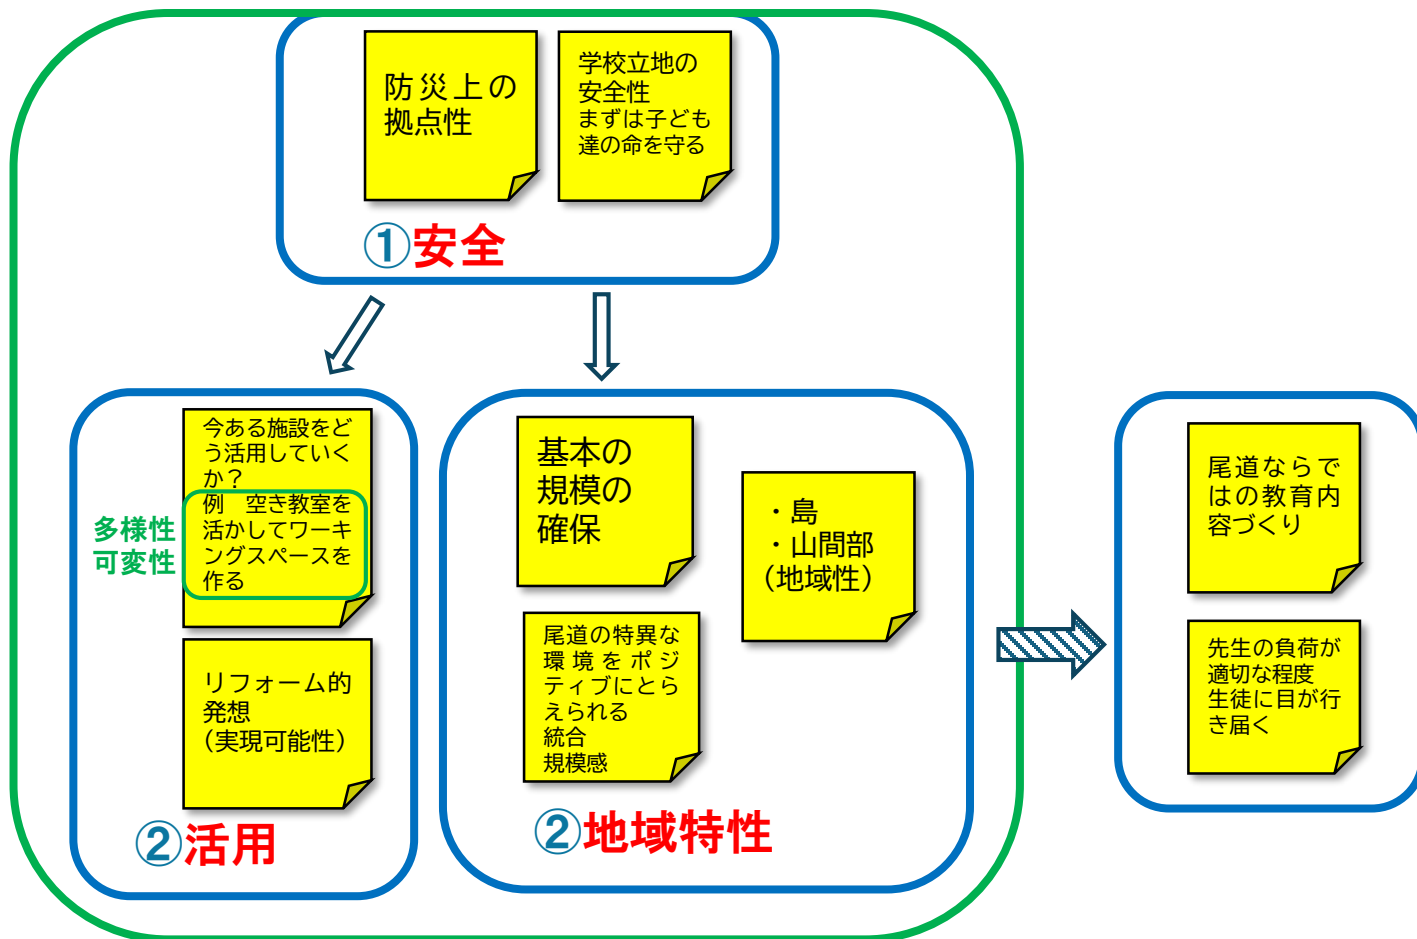 防災上の
拠点性
学校立地の
安全性
まずは子ども
達の命を守る
①安全
今ある施設をど
う活用していく
か？
例　空き教室を
活かしてワーキ
ングスペースを
作る
多様性
可変性
リフォーム的
発想
（実現可能性）
②活用
基本の
規模の
確保
・島
・山間部
（地域性）
尾道の特異な
環境をポジ
ティブにとら
えられる
統合
規模感
②地域特性
尾道ならで
はの教育内
容づくり
先生の負荷が
適切な程度
生徒に目が行
き届く